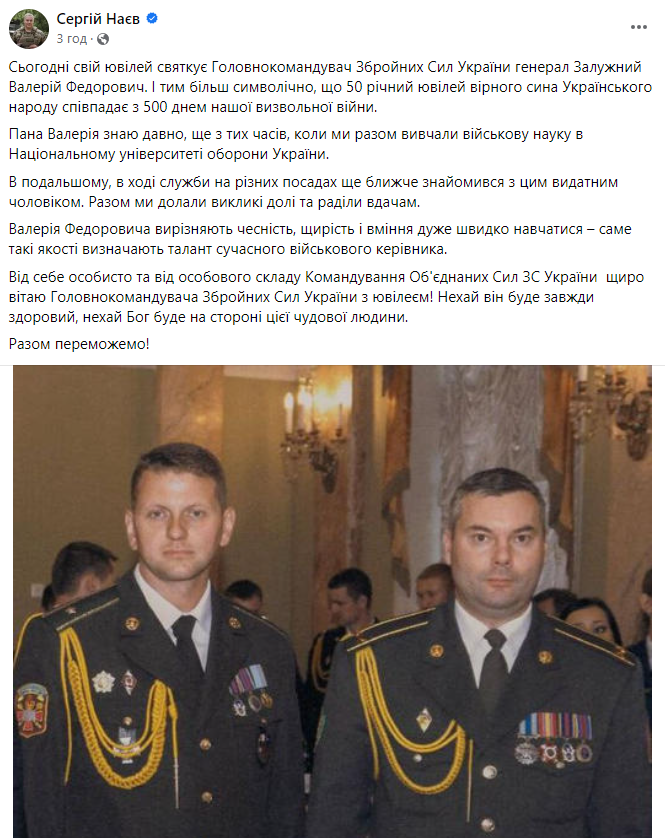 Сергій Наєв
3 год
Сьогодні свій ювілей святкує Головнокомандувач Збройних Сил України генерал Залужний
Валерій Федорович. І тим більш символічно, що 50 річний ювілей вірного сина Українського
народу співпадає з 500 днем нашої визвольної війни.
Пана Валерія знаю давно, ще з тих часів, коли ми разом вивчали військову науку в
Національному університеті оборони України.
В подальшому, в ході служби на різних посадах ще ближче знайомився з цим видатним
чоловіком. Разом ми долали викликі долі та раділи вдачам.
Валерія Федоровича вирізняють чесність, щирість і вміння дуже швидко навчатися – саме
такі якості визначають талант сучасного військового керівника.
Від себе особисто та від особового складу Командування Об'єднаних Сил ЗС України щиро
вітаю Головнокомандувача Збройних Сил України з ювілеєм! Нехай він буде завжди
здоровий, нехай Бог буде на стороні цієї чудової людини.
Разом переможемо!